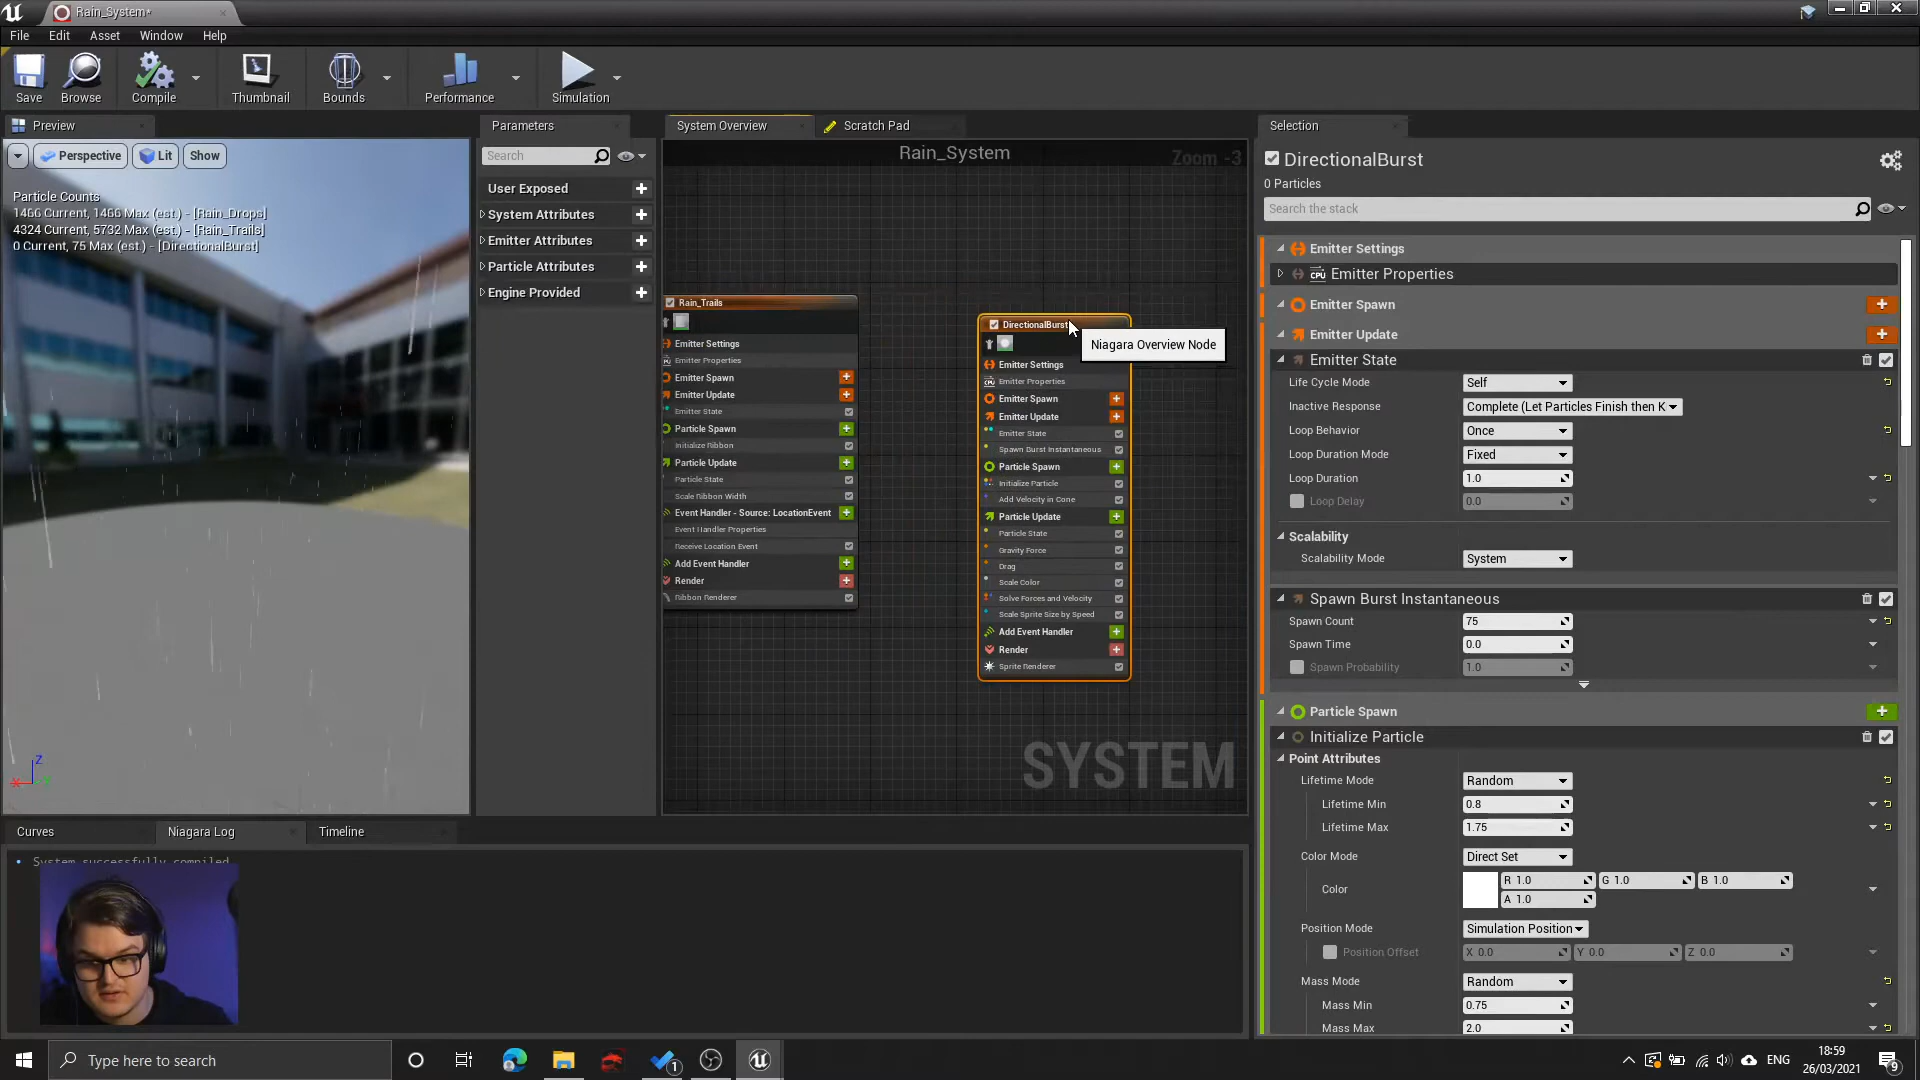 Rain_System*
File Edit Asset Window Help
Save Browse Compile Thumbnail Bounds Performance Simulation
Preview
Perspective Lit Show
Particle Counts
1466 Current, 1466 Max (est.) - [Rain_Drops]
4324 Current, 5732 Max (est.) - [Rain_Trails]
0 Current, 75 Max (est.) - [DirectionalBurst]
Z
X
Parameters
Search
User Exposed
System Attributes
Emitter Attributes
Particle Attributes
Engine Provided
System Overview Scratch Pad
Rain_System
Zoom -3
Rain_Trails
Emitter Settings
Emitter Properties
Emitter Spawn
Emitter Update
Emitter State
Particle Spawn
Initialize Ribbon
Particle Update
Particle State
Scale Ribbon Width
Event Handler - Source: LocationEvent
Event Handler Properties
Receive Location Event
Add Event Handler
Render
Ribbon Renderer
DirectionalBurst
Niagara Overview Node
Emitter Settings
CPU Emitter Properties
Emitter Spawn
Emitter Update
Emitter State
Spawn Burst Instantaneous
Particle Spawn
Initialize Particle
Add Velocity in Cone
Particle Update
Particle State
Gravity Force
Drag
Scale Color
Solve Forces and Velocity
Scale Sprite Size by Speed
Add Event Handler
Render
Sprite Renderer
SYSTEM
Selection
DirectionalBurst
0 Particles
Search the stack
Emitter Settings
CPU Emitter Properties
Emitter Spawn
Emitter Update
Emitter State
Life Cycle Mode Self
Inactive Response Complete (Let Particles Finish then K
Loop Behavior Once
Loop Duration Mode Fixed
Loop Duration 1.0
Loop Delay 0.0
Scalability
Scalability Mode System
Spawn Burst Instantaneous
Spawn Count 75
Spawn Time 0.0
Spawn Probability 1.0
Particle Spawn
Initialize Particle
Point Attributes
Lifetime Mode Random
Lifetime Min 0.8
Lifetime Max 1.75
Color Mode Direct Set
Color R 1.0 G 1.0 B 1.0
A 1.0
Position Mode Simulation Position
Position Offset X 0.0 Y 0.0 Z 0.0
Mass Mode Random
Mass Min 0.75
Mass Max 2.0
Curves Niagara Log Timeline
System successfully compiled
Type here to search
1
ENG
18:59
26/03/2021
9